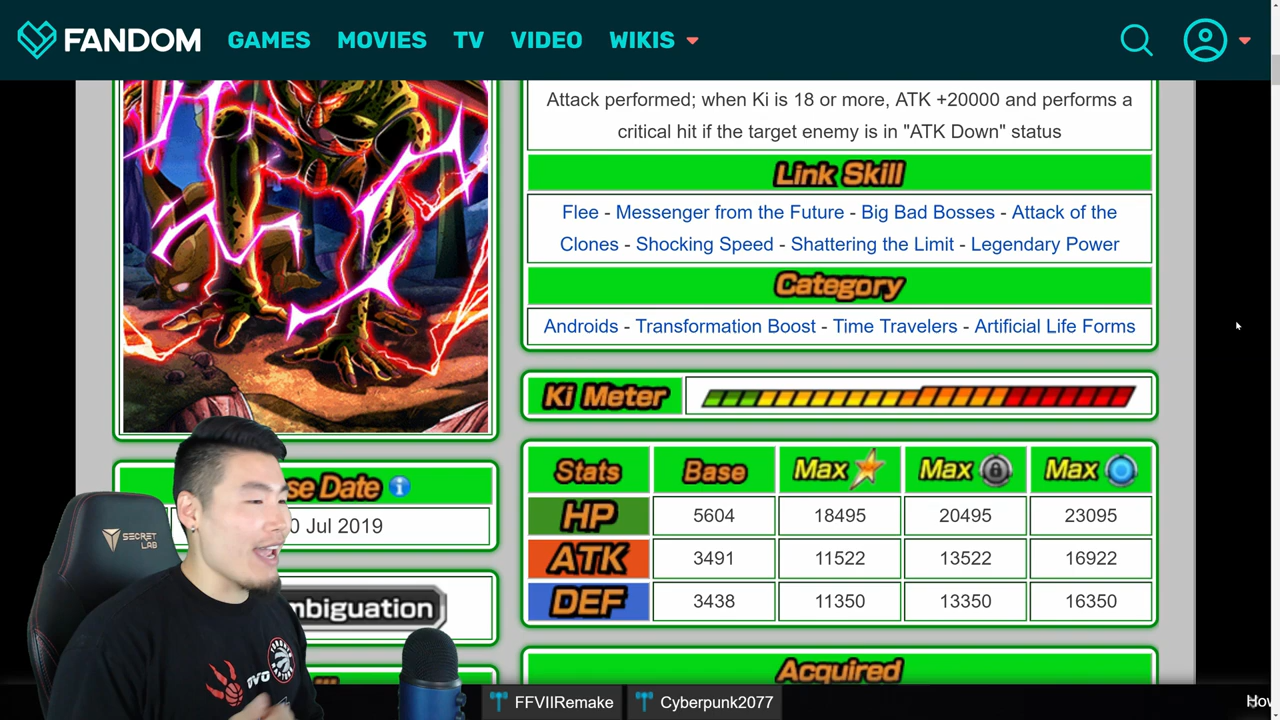 FANDOM GAMES MOVIES TV VIDEO WIKIS
Attack performed; when Ki is 18 or more, ATK +20000 and performs a
critical hit if the target enemy is in "ATK Down" status
Link Skill
Flee - Messenger from the Future - Big Bad Bosses - Attack of the
Clones - Shocking Speed - Shattering the Limit - Legendary Power
Category
Androids - Transformation Boost - Time Travelers - Artificial Life Forms
Ki Meter
Stats Base Max Max Max
HP 5604 18495 20495 23095
ATK 3491 11522 13522 16922
DEF 3438 11350 13350 16350
Acquired
se Date i
0 Jul 2019
mbiguation
SECRET
LAB
OVO
FFVIIRemake Cyberpunk2077